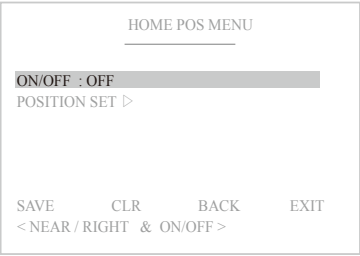 HOME POS MENU
ON/OFF : OFF
POSITION SET ▷
SAVE CLR BACK EXIT
< NEAR / RIGHT & ON/OFF >